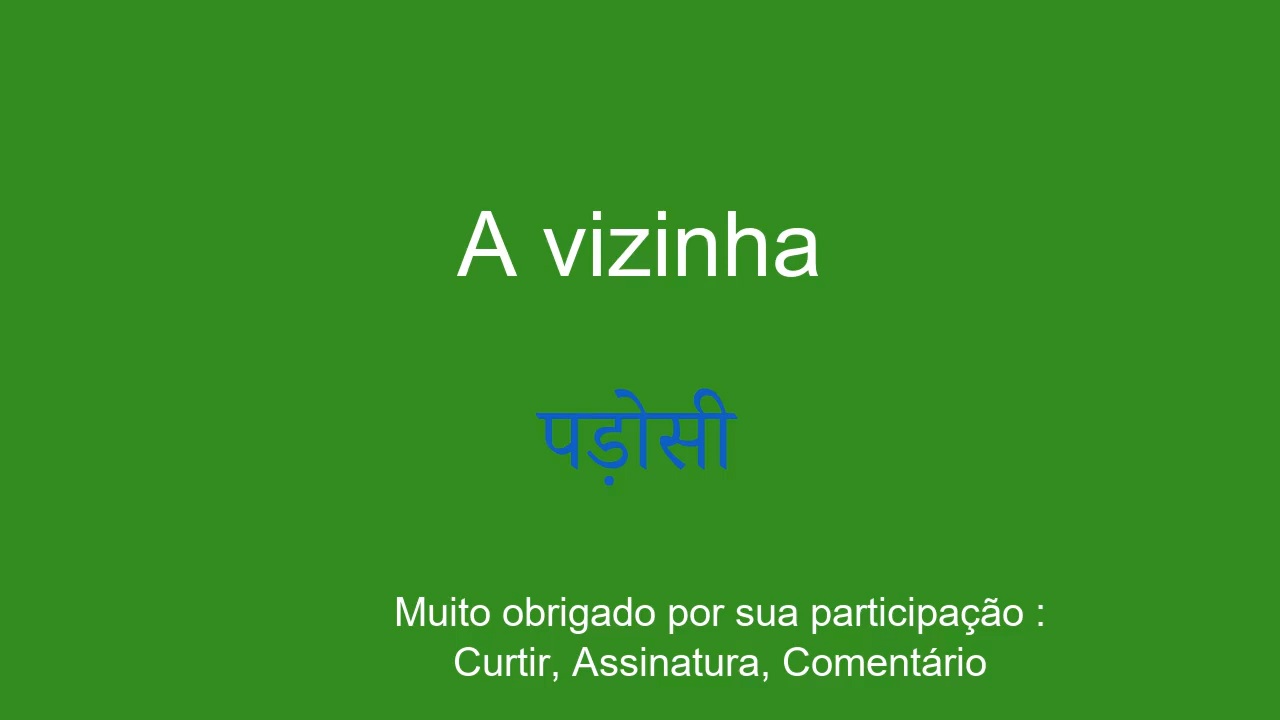 A vizinha
पड़ोसी
Muito obrigado por sua participação :
Curtir, Assinatura, Comentário